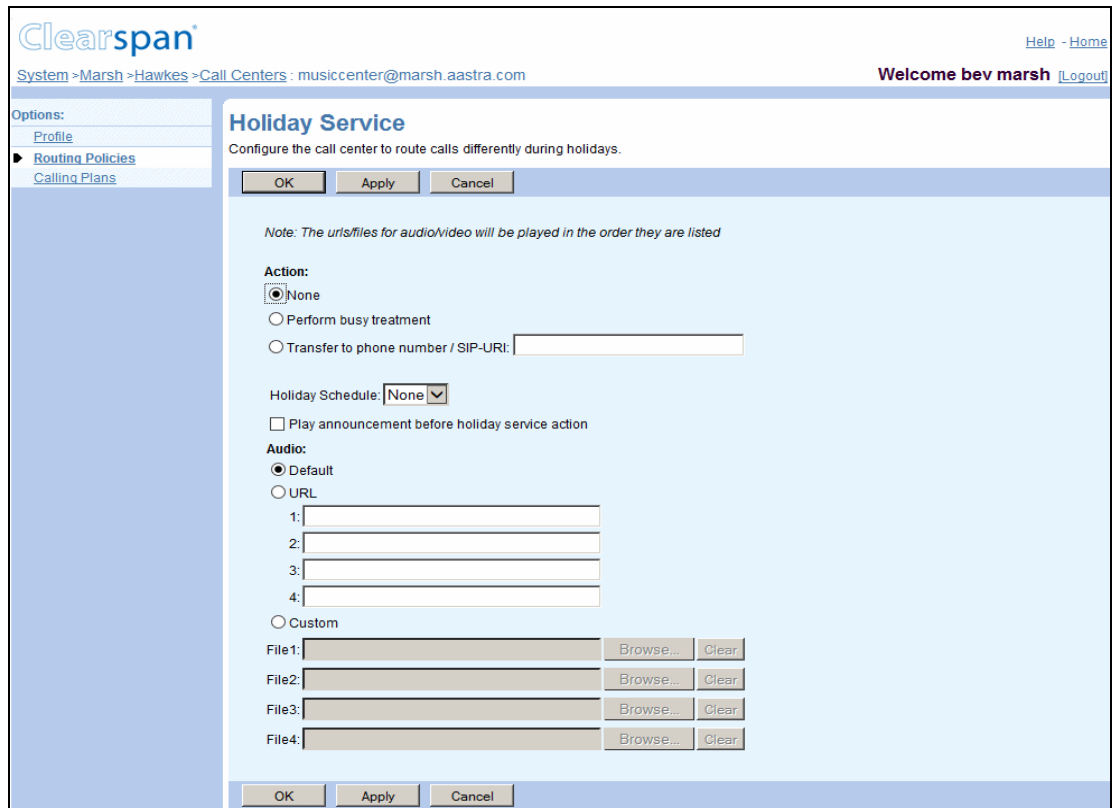 Clearspan
Help - Home
System >Marsh >Hawkes >Call Centers : musiccenter@marsh.aastra.com
Welcome bev marsh [Logout]
Options:
Profile
Routing Policies
Calling Plans
Holiday Service
Configure the call center to route calls differently during holidays.
OK Apply Cancel
Note: The urls/files for audio/video will be played in the order they are listed
Action:
None
Perform busy treatment
Transfer to phone number / SIP-URI:
Holiday Schedule: None
Play announcement before holiday service action
Audio:
Default
URL
1:
2:
3:
4:
Custom
File1: Browse... Clear
File2: Browse... Clear
File3: Browse... Clear
File4: Browse... Clear
OK Apply Cancel